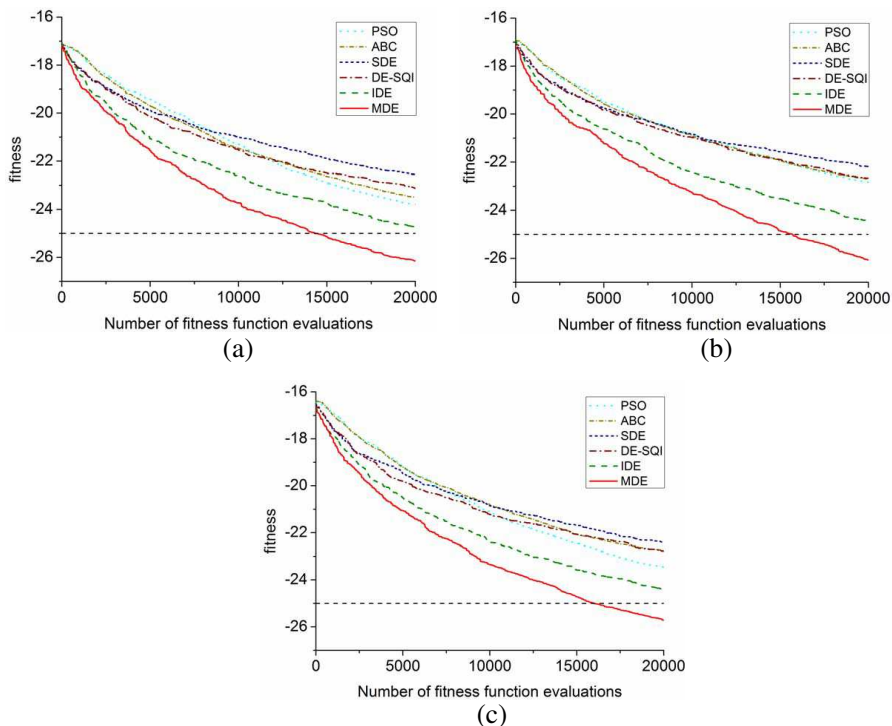 -16
-18
-20
-22
-24
-26
fitness
0
5000
10000
15000
20000
Number of fitness function evaluations
PSO
ABC
SDE
DE-SQI
IDE
MDE
(a)
-16
-18
-20
-22
-24
-26
fitness
0
5000
10000
15000
20000
Number of fitness function evaluations
PSO
ABC
SDE
DE-SQI
IDE
MDE
(b)
-16
-18
-20
-22
-24
-26
fitness
0
5000
10000
15000
20000
Number of fitness function evaluations
PSO
ABC
SDE
DE-SQI
IDE
MDE
(c)